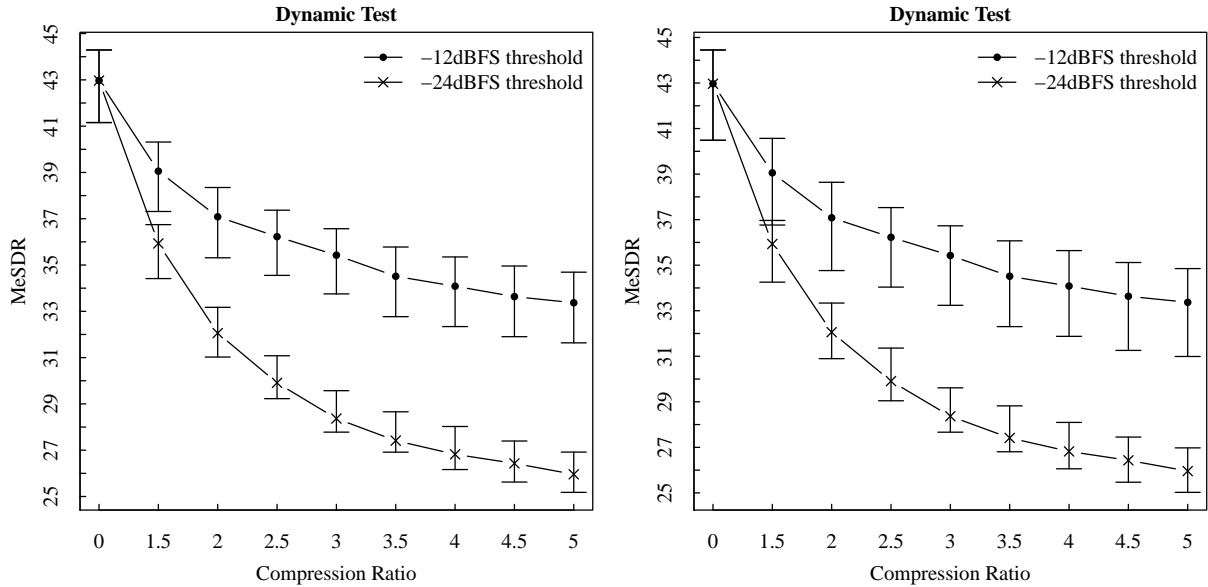 Dynamic Test
MeSDR
45
43
41
39
37
35
33
31
29
27
25
–12dBFS threshold
–24dBFS threshold
0 1.5 2 2.5 3 3.5 4 4.5 5
Compression Ratio
Dynamic Test
MeSDR
45
43
41
39
37
35
33
31
29
27
25
–12dBFS threshold
–24dBFS threshold
0 1.5 2 2.5 3 3.5 4 4.5 5
Compression Ratio